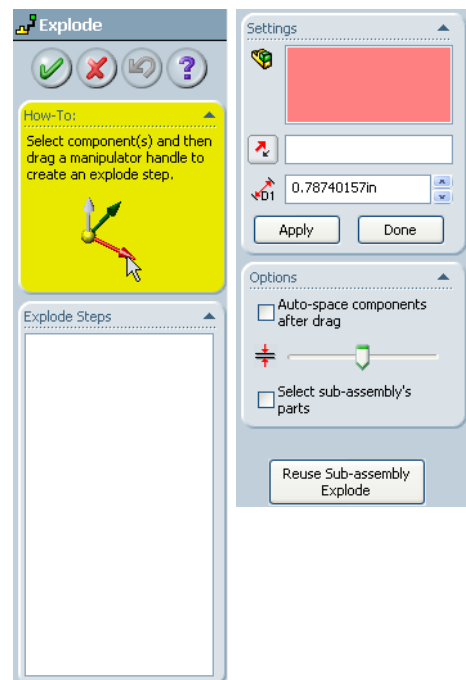 Explode
?
How-To:
Select component(s) and then
drag a manipulator handle to
create an explode step.
Explode Steps
Settings
D1
0.78740157in
Apply
Done
Options
Auto-space components
after drag
Select sub-assembly's
parts
Reuse Sub-assembly
Explode